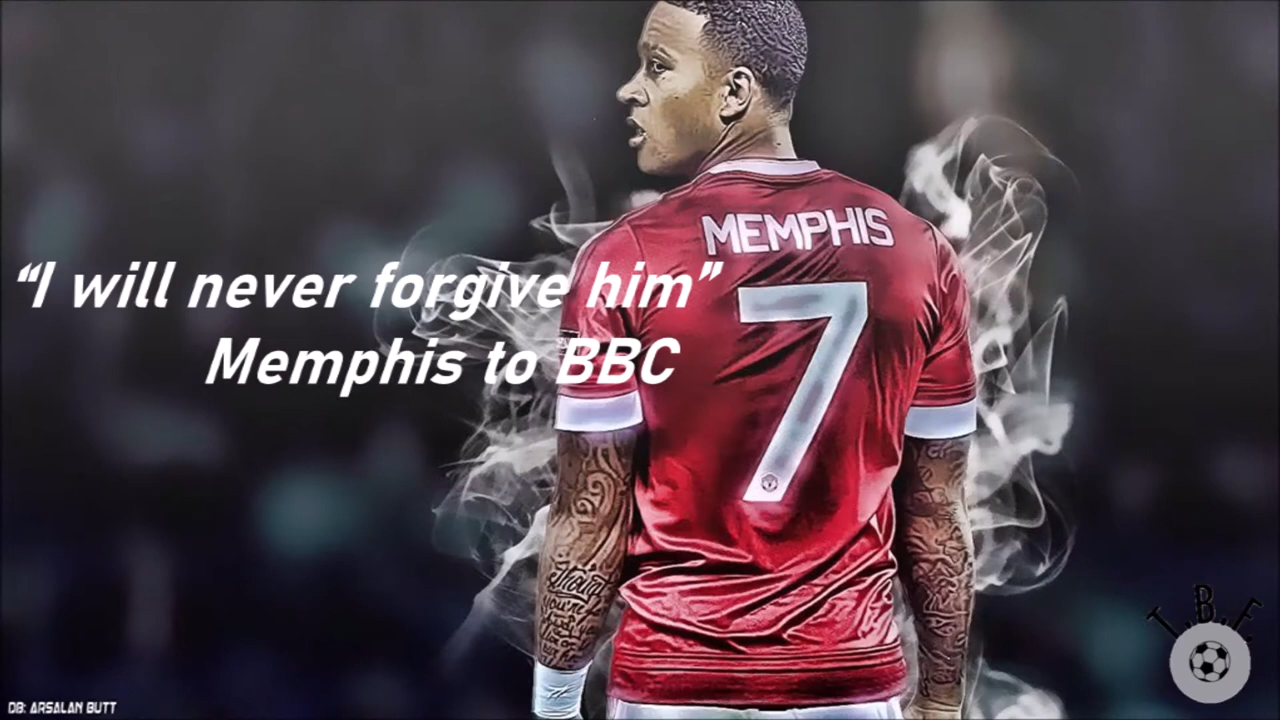 MEMPHIS
7
“I will never forgive him”
Memphis to BBC
T.B.F
DB: ARSALAN BUTT